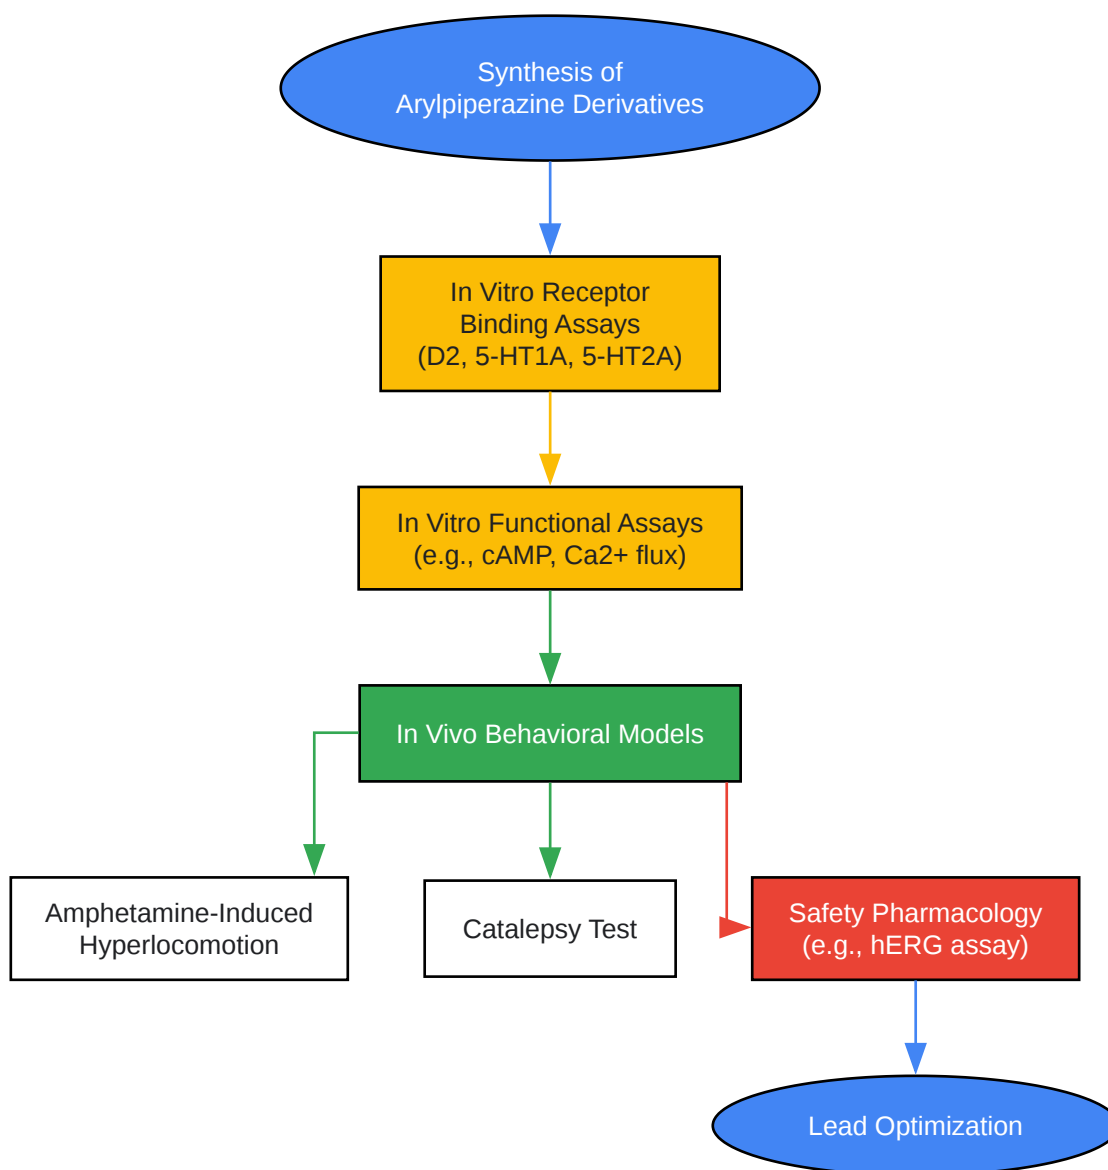 Synthesis of
Arylpiperazine Derivatives
In Vitro Receptor
Binding Assays
(D2, 5-HT1A, 5-HT2A)
In Vitro Functional Assays
(e.g., cAMP, Ca2+ flux)
In Vivo Behavioral Models
Amphetamine-Induced
Hyperlocomotion
Catalepsy Test
Safety Pharmacology
(e.g., hERG assay)
Lead Optimization